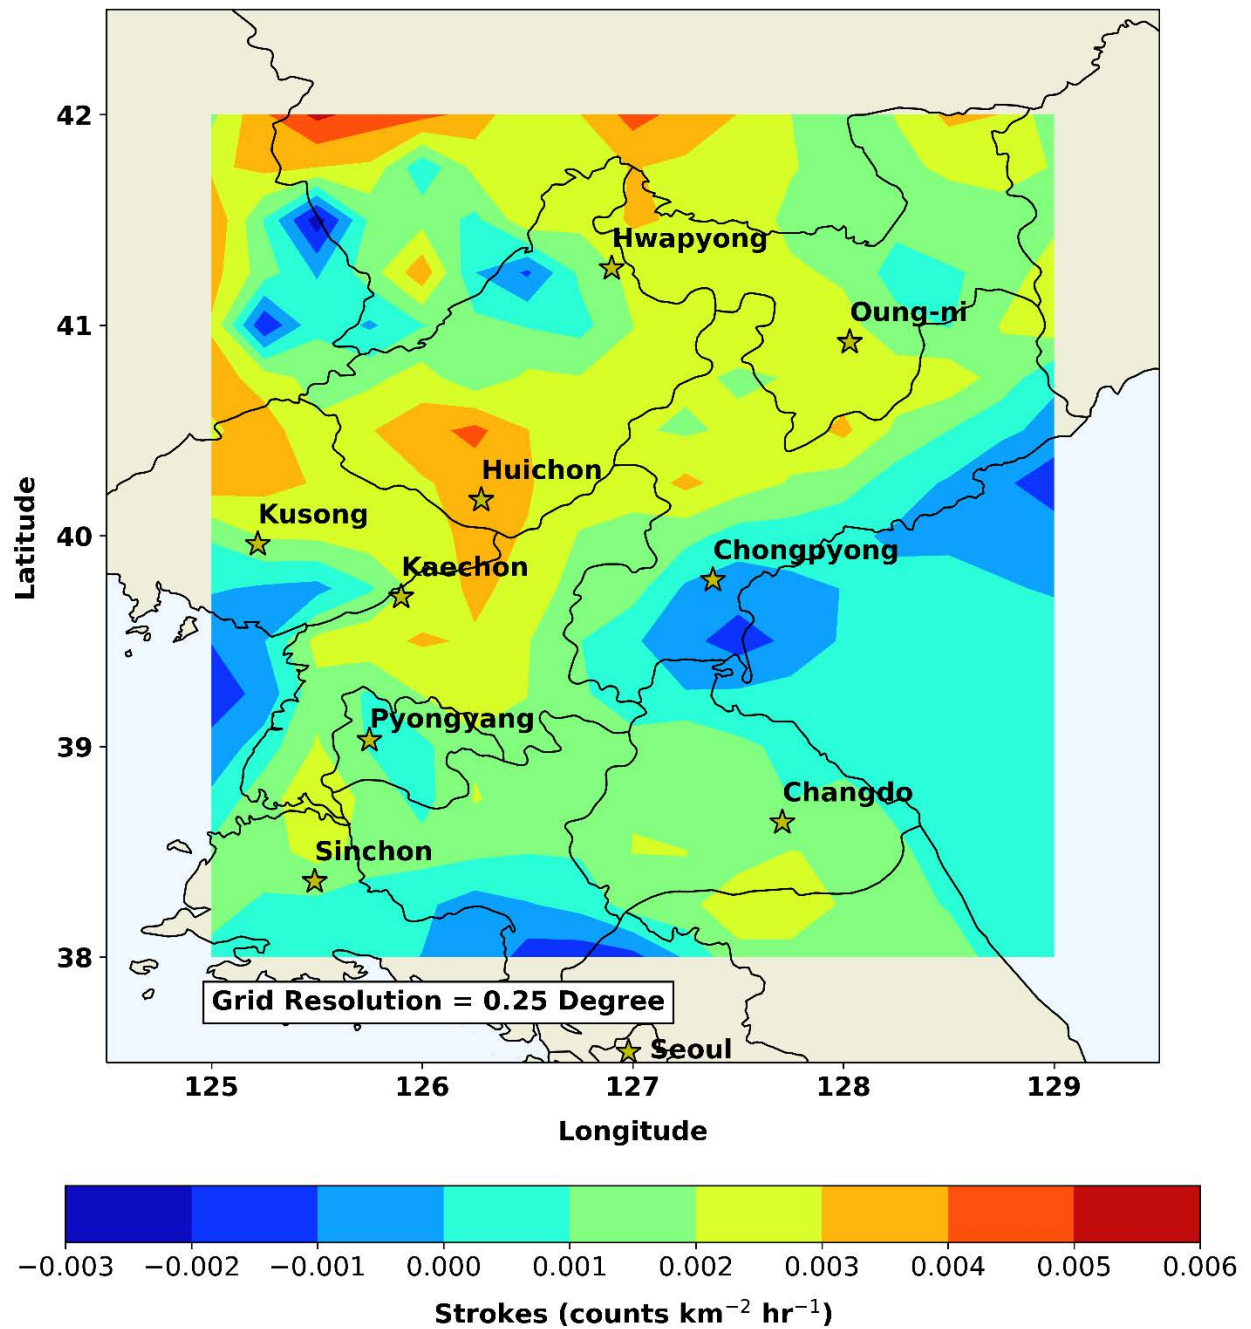 42
Hwapyong
41
Oung-ni
Huichon
Kusong
40
Chongpyong
Kaechon
Latitude
Pyongyang
39
Changdo
Sinchon
38
Grid Resolution = 0.25 Degree
Seoul
125 126 127 128 129
Longitude
−0.003 −0.002 −0.001 0.000 0.001 0.002 0.003 0.004 0.005 0.006
Strokes (counts km⁻² hr⁻¹)